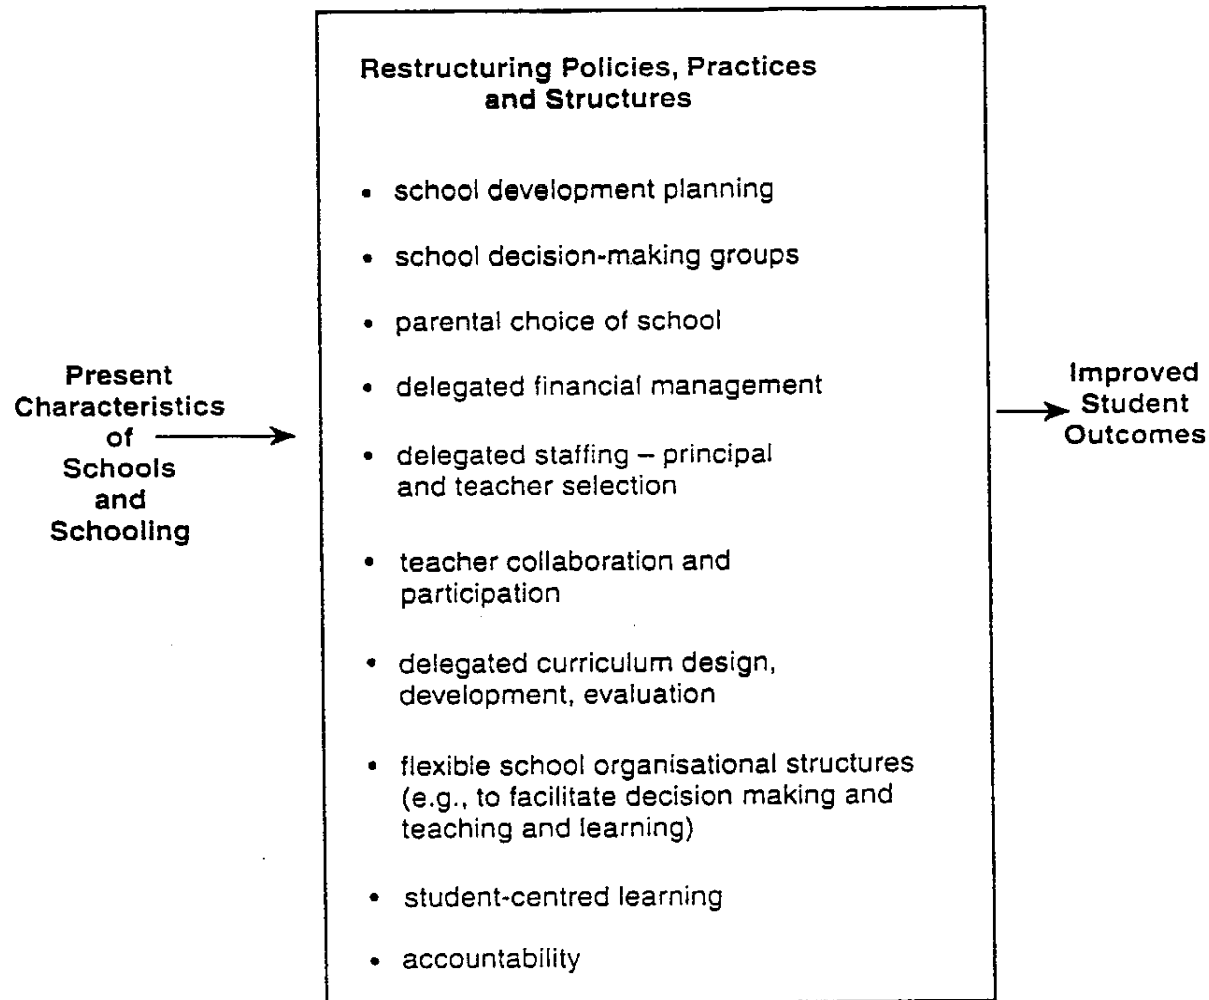 Present
Characteristics
of
Schools
and
Schooling
Restructuring Policies, Practices
and Structures
• school development planning
• school decision-making groups
• parental choice of school
• delegated financial management
• delegated staffing – principal
and teacher selection
• teacher collaboration and
participation
• delegated curriculum design,
development, evaluation
• flexible school organisational structures
(e.g., to facilitate decision making and
teaching and learning)
• student-centred learning
• accountability
Improved
Student
Outcomes